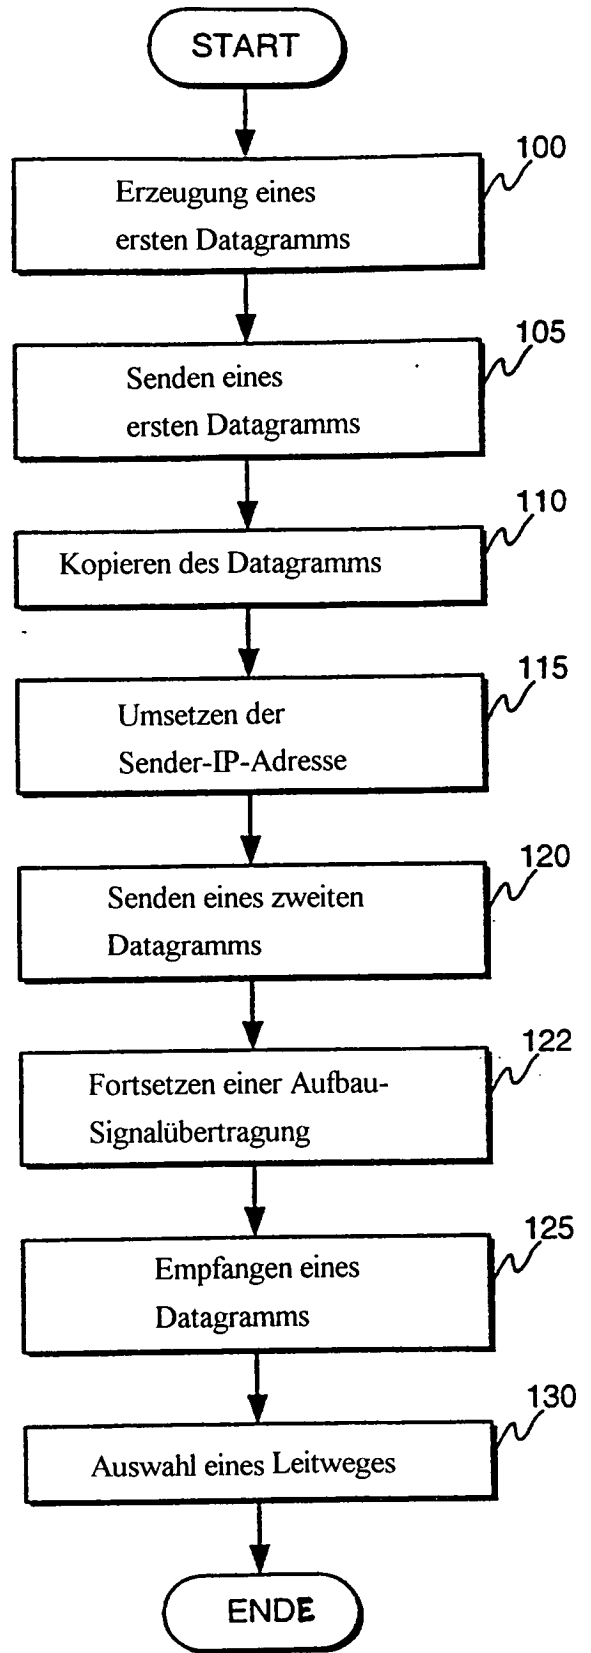 START
100
Erzeugung eines
ersten Datagramms
105
Senden eines
ersten Datagramms
110
Kopieren des Datagramms
115
Umsetzen der
Sender-IP-Adresse
120
Senden eines zweiten
Datagramms
122
Fortsetzen einer Aufbau-
Signalübertragung
125
Empfangen eines
Datagramms
130
Auswahl eines Leitweges
ENDE